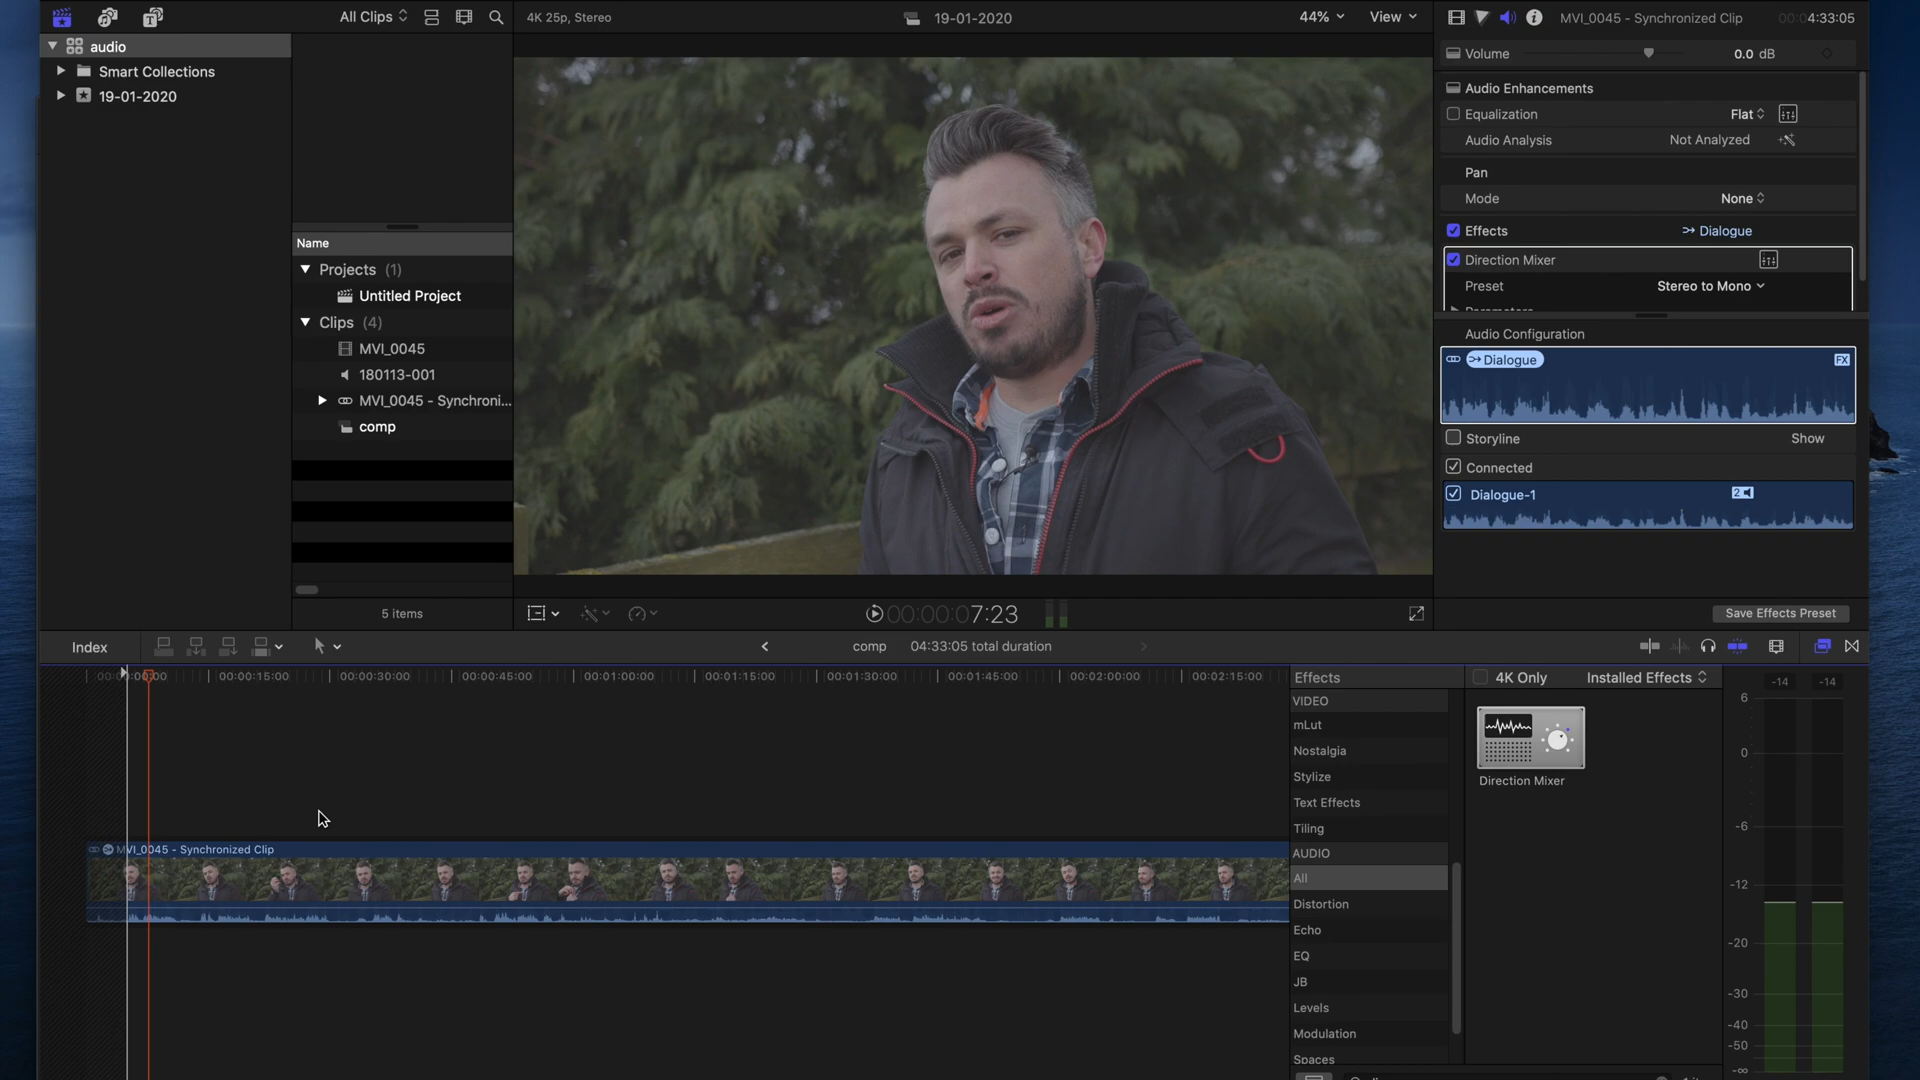 All Clips
4K 25p, Stereo
19-01-2020
44%
View
MVI_0045 - Synchronized Clip
00:04:33:05
audio
Smart Collections
19-01-2020
Volume
0.0 dB
Audio Enhancements
Equalization
Flat
Audio Analysis
Not Analyzed
Pan
Mode
None
Effects
Dialogue
Direction Mixer
Preset
Stereo to Mono
Name
Projects (1)
Untitled Project
Clips (4)
MVI_0045
180113-001
MVI_0045 - Synchroni...
comp
5 items
Audio Configuration
Dialogue
FX
Storyline
Show
Connected
Dialogue-1
2
Save Effects Preset
00:00:07:23
Index
comp
04:33:05 total duration
00:00:15:00
00:00:30:00
00:00:45:00
00:01:00:00
00:01:15:00
00:01:30:00
00:01:45:00
00:02:00:00
00:02:15:00
MVI_0045 - Synchronized Clip
Effects
4K Only
Installed Effects
VIDEO
mLut
Nostalgia
Stylize
Text Effects
Tiling
AUDIO
All
Distortion
Echo
EQ
JB
Levels
Modulation
Spaces
Direction Mixer
-14
-14
6
0
-6
-12
-20
-30
-40
-50
-∞